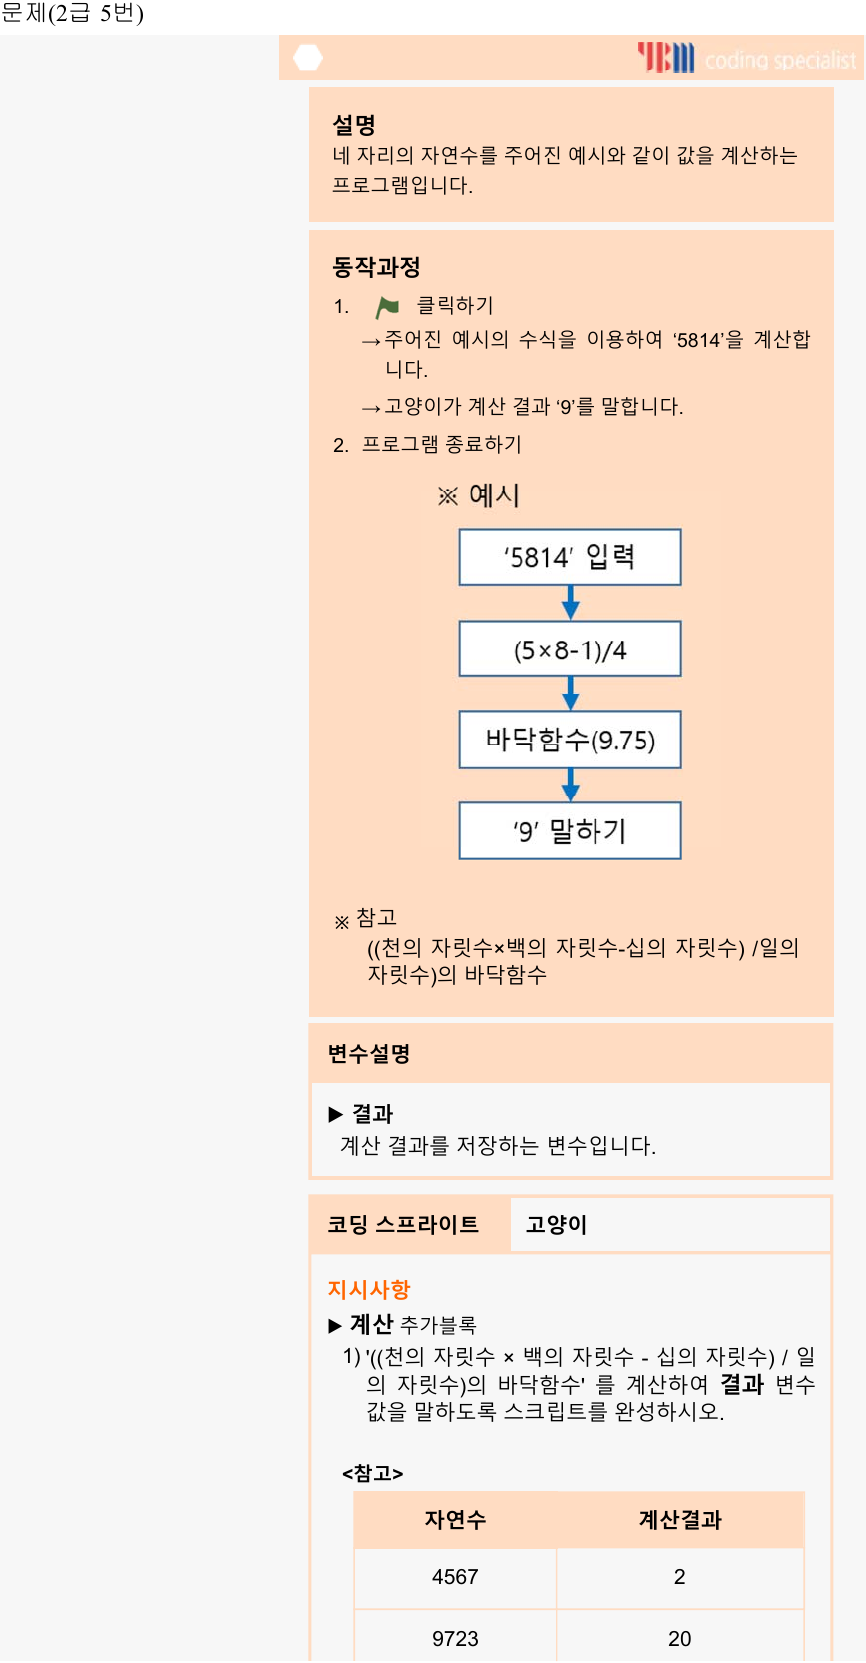 문제(2급 5번)
YBM coding specialist
설명
네 자리의 자연수를 주어진 예시와 같이 값을 계산하는
프로그램입니다.
동작과정
1. 클릭하기
→주어진 예시의 수식을 이용하여 ‘5814’을 계산합
니다.
→고양이가 계산 결과 ‘9’를 말합니다.
2. 프로그램 종료하기
※ 예시
‘5814’ 입력
(5×8-1)/4
바닥함수(9.75)
‘9’ 말하기
※ 참고
((천의 자릿수×백의 자릿수-십의 자릿수) /일의
자릿수)의 바닥함수
변수설명
▶ 결과
계산 결과를 저장하는 변수입니다.
코딩 스프라이트 고양이
지시사항
▶ 계산 추가블록
1) '((천의 자릿수 × 백의 자릿수 - 십의 자릿수) / 일
의 자릿수)의 바닥함수' 를 계산하여 결과 변수
값을 말하도록 스크립트를 완성하시오.
<참고>
자연수 계산결과
4567 2
9723 20